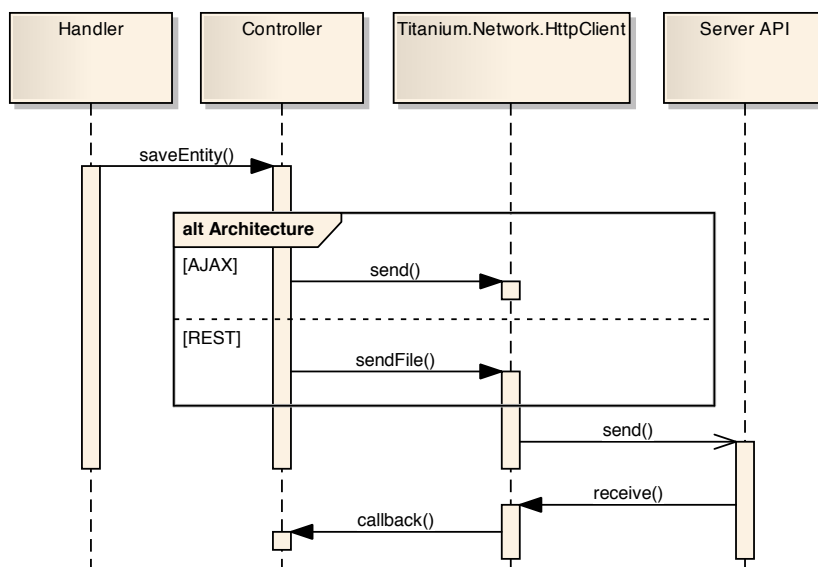 Handler
Controller
Titanium.Network.HttpClient
Server API
saveEntity()
alt Architecture
[AJAX]
send()
[REST]
sendFile()
send()
receive()
callback()